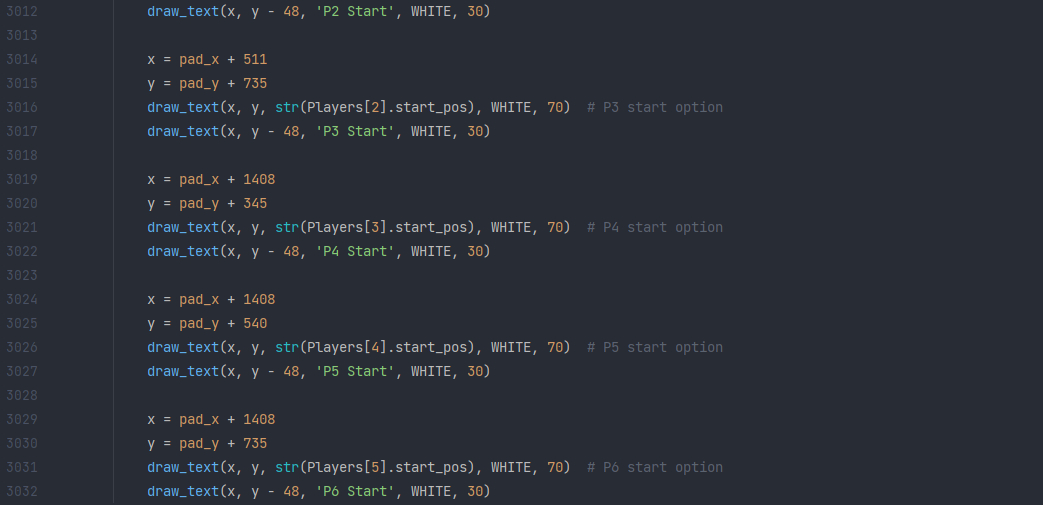 3012 draw_text(x, y - 48, 'P2 Start', WHITE, 30)
3013
3014 x = pad_x + 511
3015 y = pad_y + 735
3016 draw_text(x, y, str(Players[2].start_pos), WHITE, 70)  # P3 start option
3017 draw_text(x, y - 48, 'P3 Start', WHITE, 30)
3018
3019 x = pad_x + 1408
3020 y = pad_y + 345
3021 draw_text(x, y, str(Players[3].start_pos), WHITE, 70)  # P4 start option
3022 draw_text(x, y - 48, 'P4 Start', WHITE, 30)
3023
3024 x = pad_x + 1408
3025 y = pad_y + 540
3026 draw_text(x, y, str(Players[4].start_pos), WHITE, 70)  # P5 start option
3027 draw_text(x, y - 48, 'P5 Start', WHITE, 30)
3028
3029 x = pad_x + 1408
3030 y = pad_y + 735
3031 draw_text(x, y, str(Players[5].start_pos), WHITE, 70)  # P6 start option
3032 draw_text(x, y - 48, 'P6 Start', WHITE, 30)